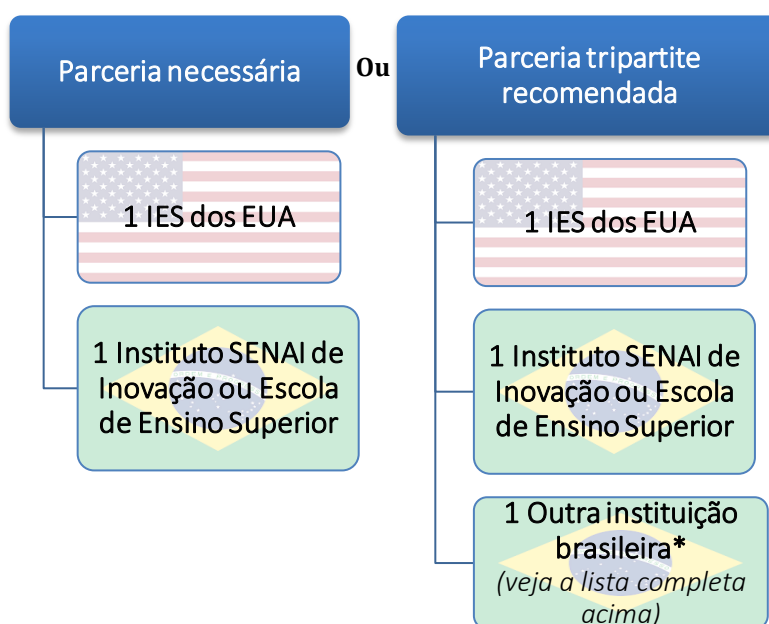 Parceria necessária
1 IES dos EUA
1 Instituto SENAI de
Inovação ou Escola
de Ensino Superior
Ou
Parceria tripartite
recomendada
1 IES dos EUA
1 Instituto SENAI de
Inovação ou Escola
de Ensino Superior
1 Outra instituição
brasileira*
(veja a lista completa
acima)